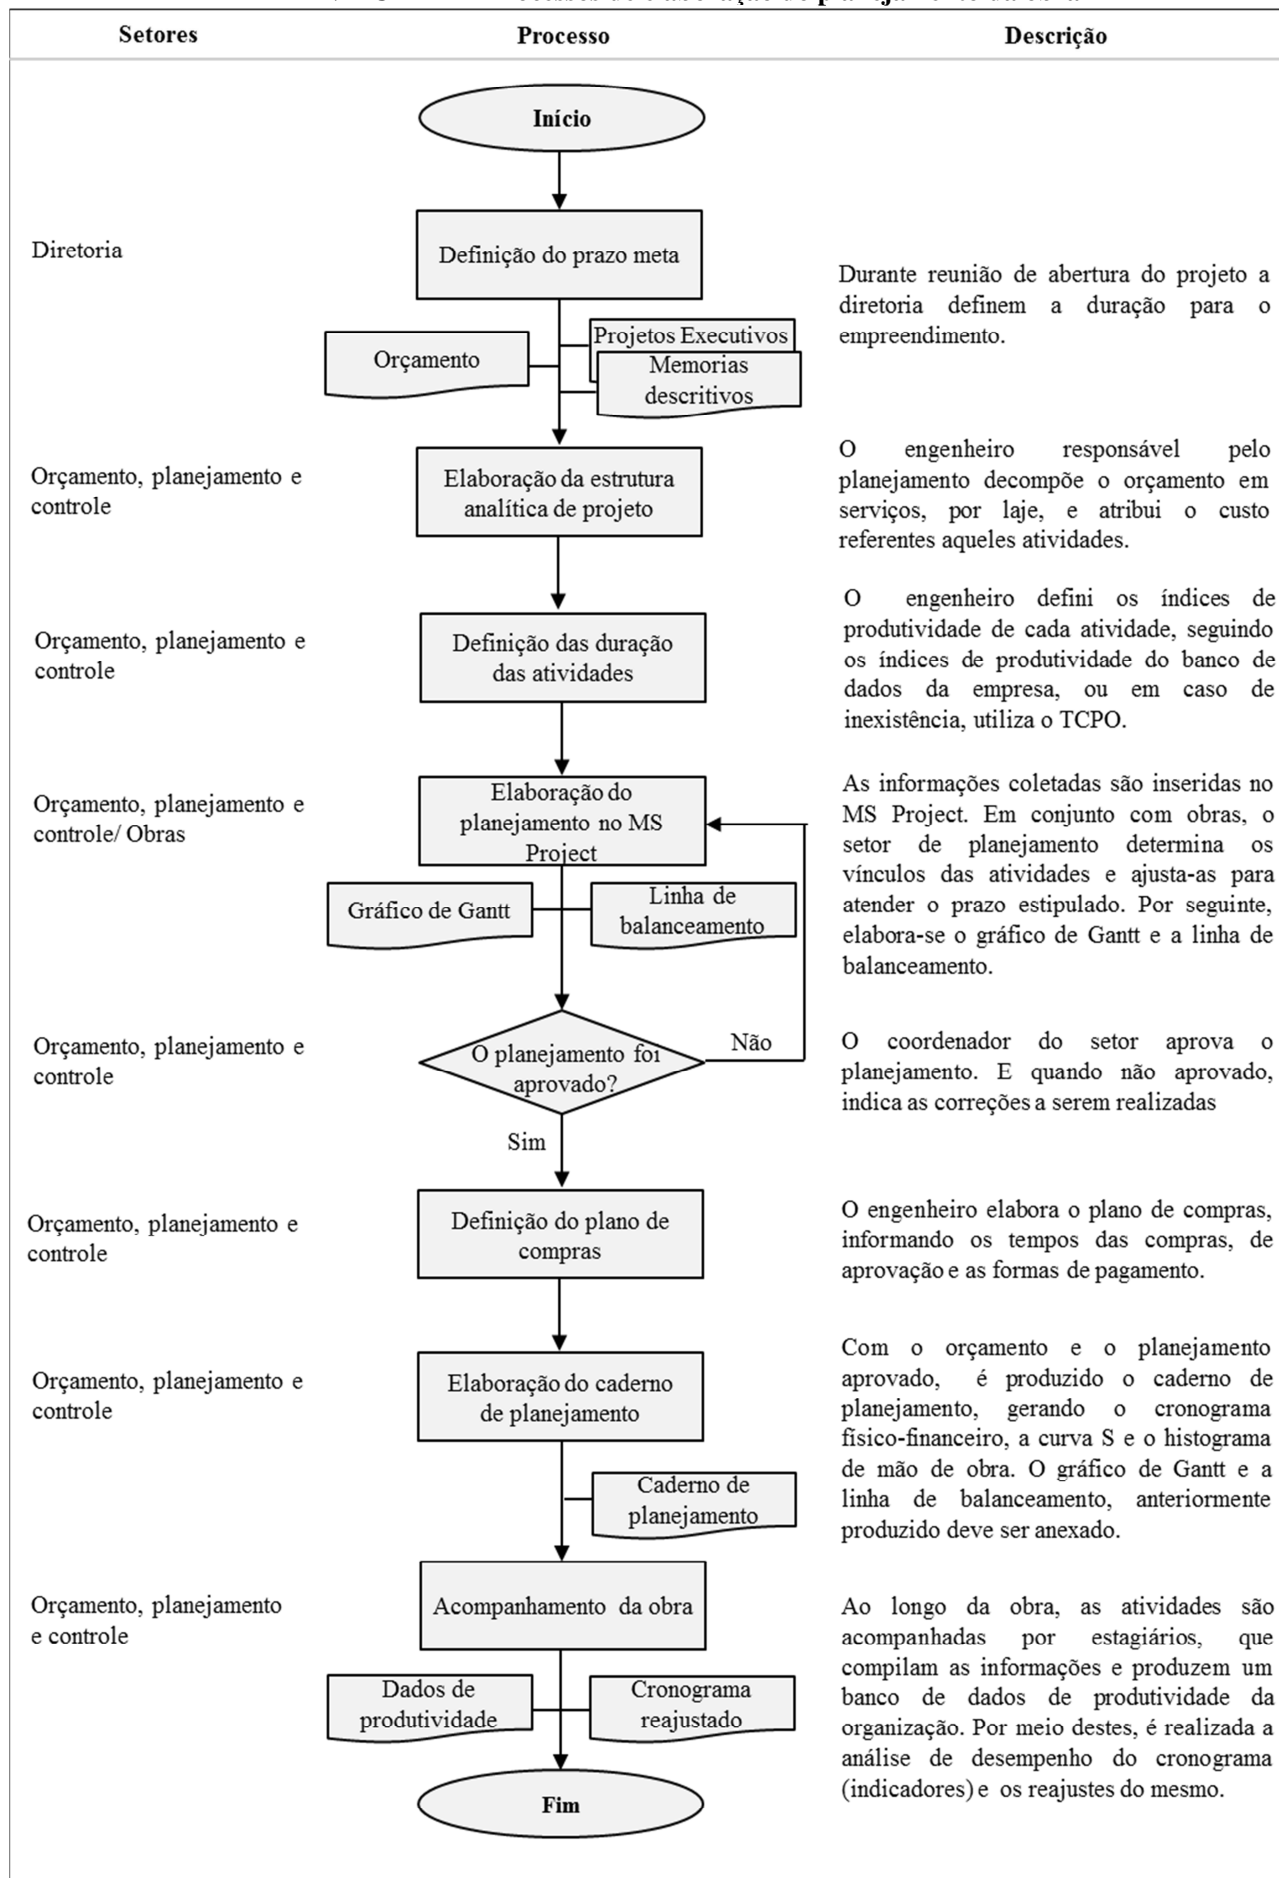 Setores
Processo
Descrição
Início
Diretoria
Definição do prazo meta
Durante reunião de abertura do projeto a
diretoria definem a duração para o
empreendimento.
Orçamento
Projetos Executivos
Memorias
descritivos
Orçamento, planejamento e
controle
Elaboração da estrutura
analítica de projeto
O engenheiro responsável pelo
planejamento decompõe o orçamento em
serviços, por laje, e atribui o custo
referentes aqueles atividades.
Orçamento, planejamento e
controle
Definição das duração
das atividades
O engenheiro defini os índices de
produtividade de cada atividade, seguindo
os índices de produtividade do banco de
dados da empresa, ou em caso de
inexistência, utiliza o TCPO.
Orçamento, planejamento e
controle/ Obras
Elaboração do
planejamento no MS
Project
As informações coletadas são inseridas no
MS Project. Em conjunto com obras, o
setor de planejamento determina os
vínculos das atividades e ajusta-as para
atender o prazo estipulado. Por seguinte,
elabora-se o gráfico de Gantt e a linha de
balanceamento.
Gráfico de Gantt
Linha de
balanceamento
Orçamento, planejamento e
controle
O planejamento foi
aprovado?
Não
Sim
O coordenador do setor aprova o
planejamento. E quando não aprovado,
indica as correções a serem realizadas
Orçamento, planejamento e
controle
Definição do plano de
compras
O engenheiro elabora o plano de compras,
informando os tempos das compras, de
aprovação e as formas de pagamento.
Orçamento, planejamento e
controle
Elaboração do caderno
de planejamento
Com o orçamento e o planejamento
aprovado, é produzido o caderno de
planejamento, gerando o cronograma
físico-financeiro, a curva S e o histograma
de mão de obra. O gráfico de Gantt e a
linha de balanceamento, anteriormente
produzido deve ser anexado.
Caderno de
planejamento
Orçamento, planejamento
e controle
Acompanhamento da obra
Ao longo da obra, as atividades são
acompanhadas por estagiários, que
compilam as informações e produzem um
banco de dados de produtividade da
organização. Por meio destes, é realizada a
análise de desempenho do cronograma
(indicadores) e os reajustes do mesmo.
Dados de
produtividade
Cronograma
reajustado
Fim